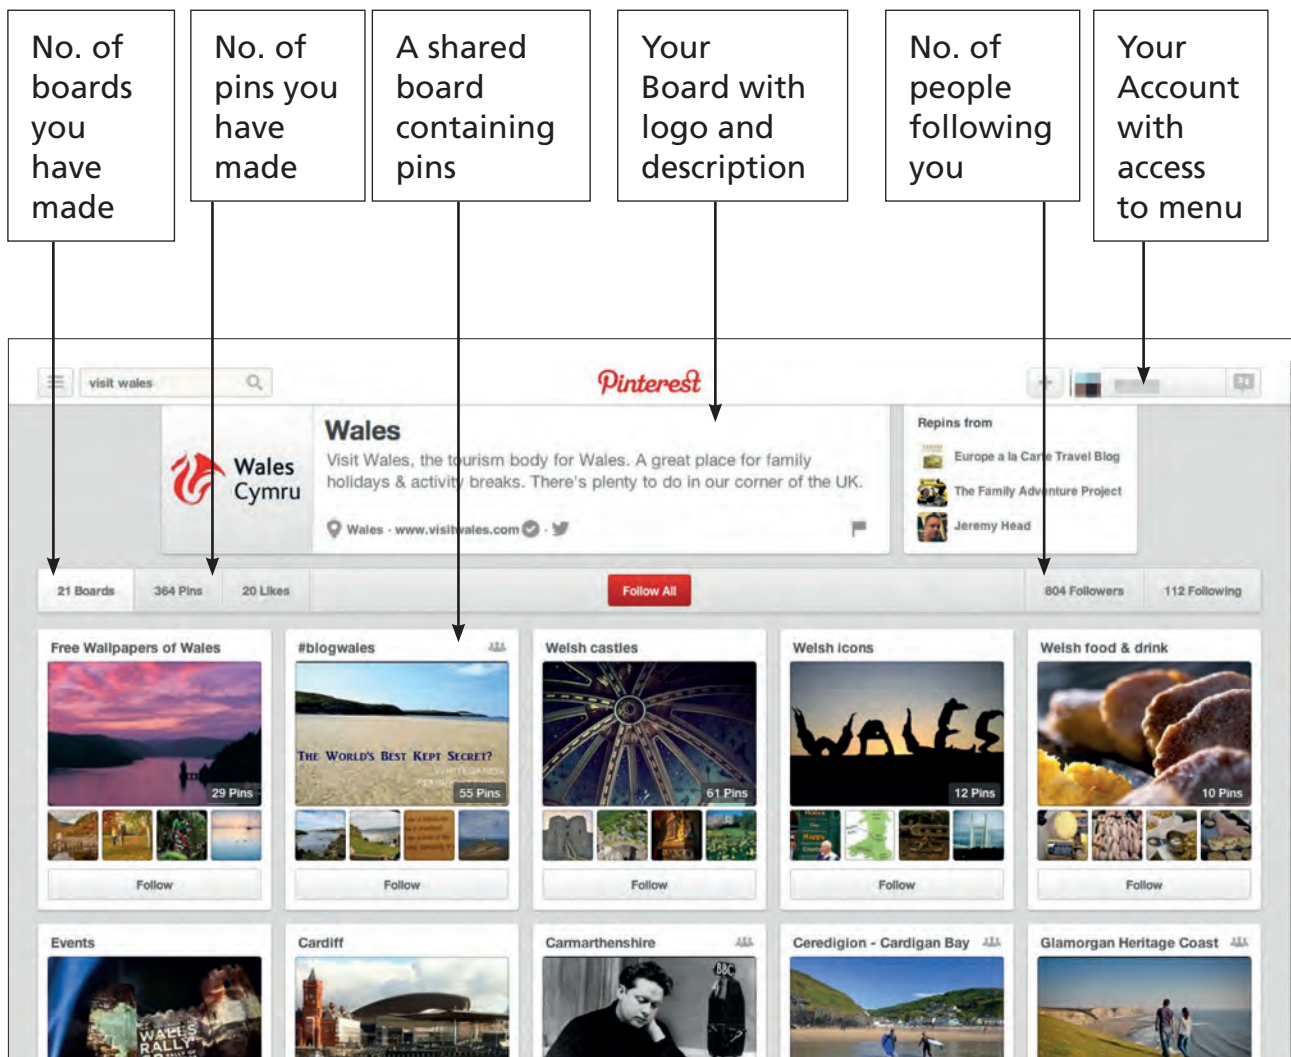 No. of
boards
you
have
made
No. of
pins you
have
made
A shared
board
containing
pins
Your
Board with
logo and
description
No. of
people
following
you
Your
Account
with
access
to menu
visit wales
Pinterest
Wales
Cymru
Wales
Visit Wales, the tourism body for Wales. A great place for family
holidays & activity breaks. There's plenty to do in our corner of the UK.
Wales · www.visitwales.com ·
Repins from
Europe a la Carte Travel Blog
The Family Adventure Project
Jeremy Head
21 Boards
364 Pins
20 Likes
Follow All
804 Followers
112 Following
Free Wallpapers of Wales
29 Pins
Follow
#blogwales
THE WORLD'S BEST KEPT SECRET?
55 Pins
Follow
Welsh castles
61 Pins
Follow
Welsh icons
WALES
12 Pins
Follow
Welsh food & drink
10 Pins
Follow
Events
WALES
RALLY
Cardiff
Carmarthenshire
BBC
Ceredigion - Cardigan Bay
Glamorgan Heritage Coast